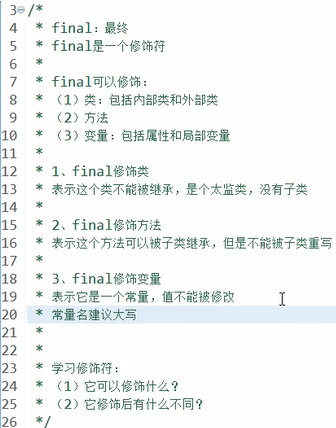 3 /*
4 * final：最终
5 * final是一个修饰符
6 *
7 * final可以修饰：
8 * （1）类：包括内部类和外部类
9 * （2）方法
10 * （3）变量：包括属性和局部变量
11 *
12 * 1、final修饰类
13 * 表示这个类不能被继承，是个太监类，没有子类
14 *
15 * 2、final修饰方法
16 * 表示这个方法可以被子类继承，但是不能被子类重写
17 *
18 * 3、final修饰变量
19 * 表示它是一个常量，值不能被修改
20 * 常量名建议大写
21 *
22 *
23 * 学习修饰符：
24 * （1）它可以修饰什么？
25 * （2）它修饰后有什么不同？
26 */